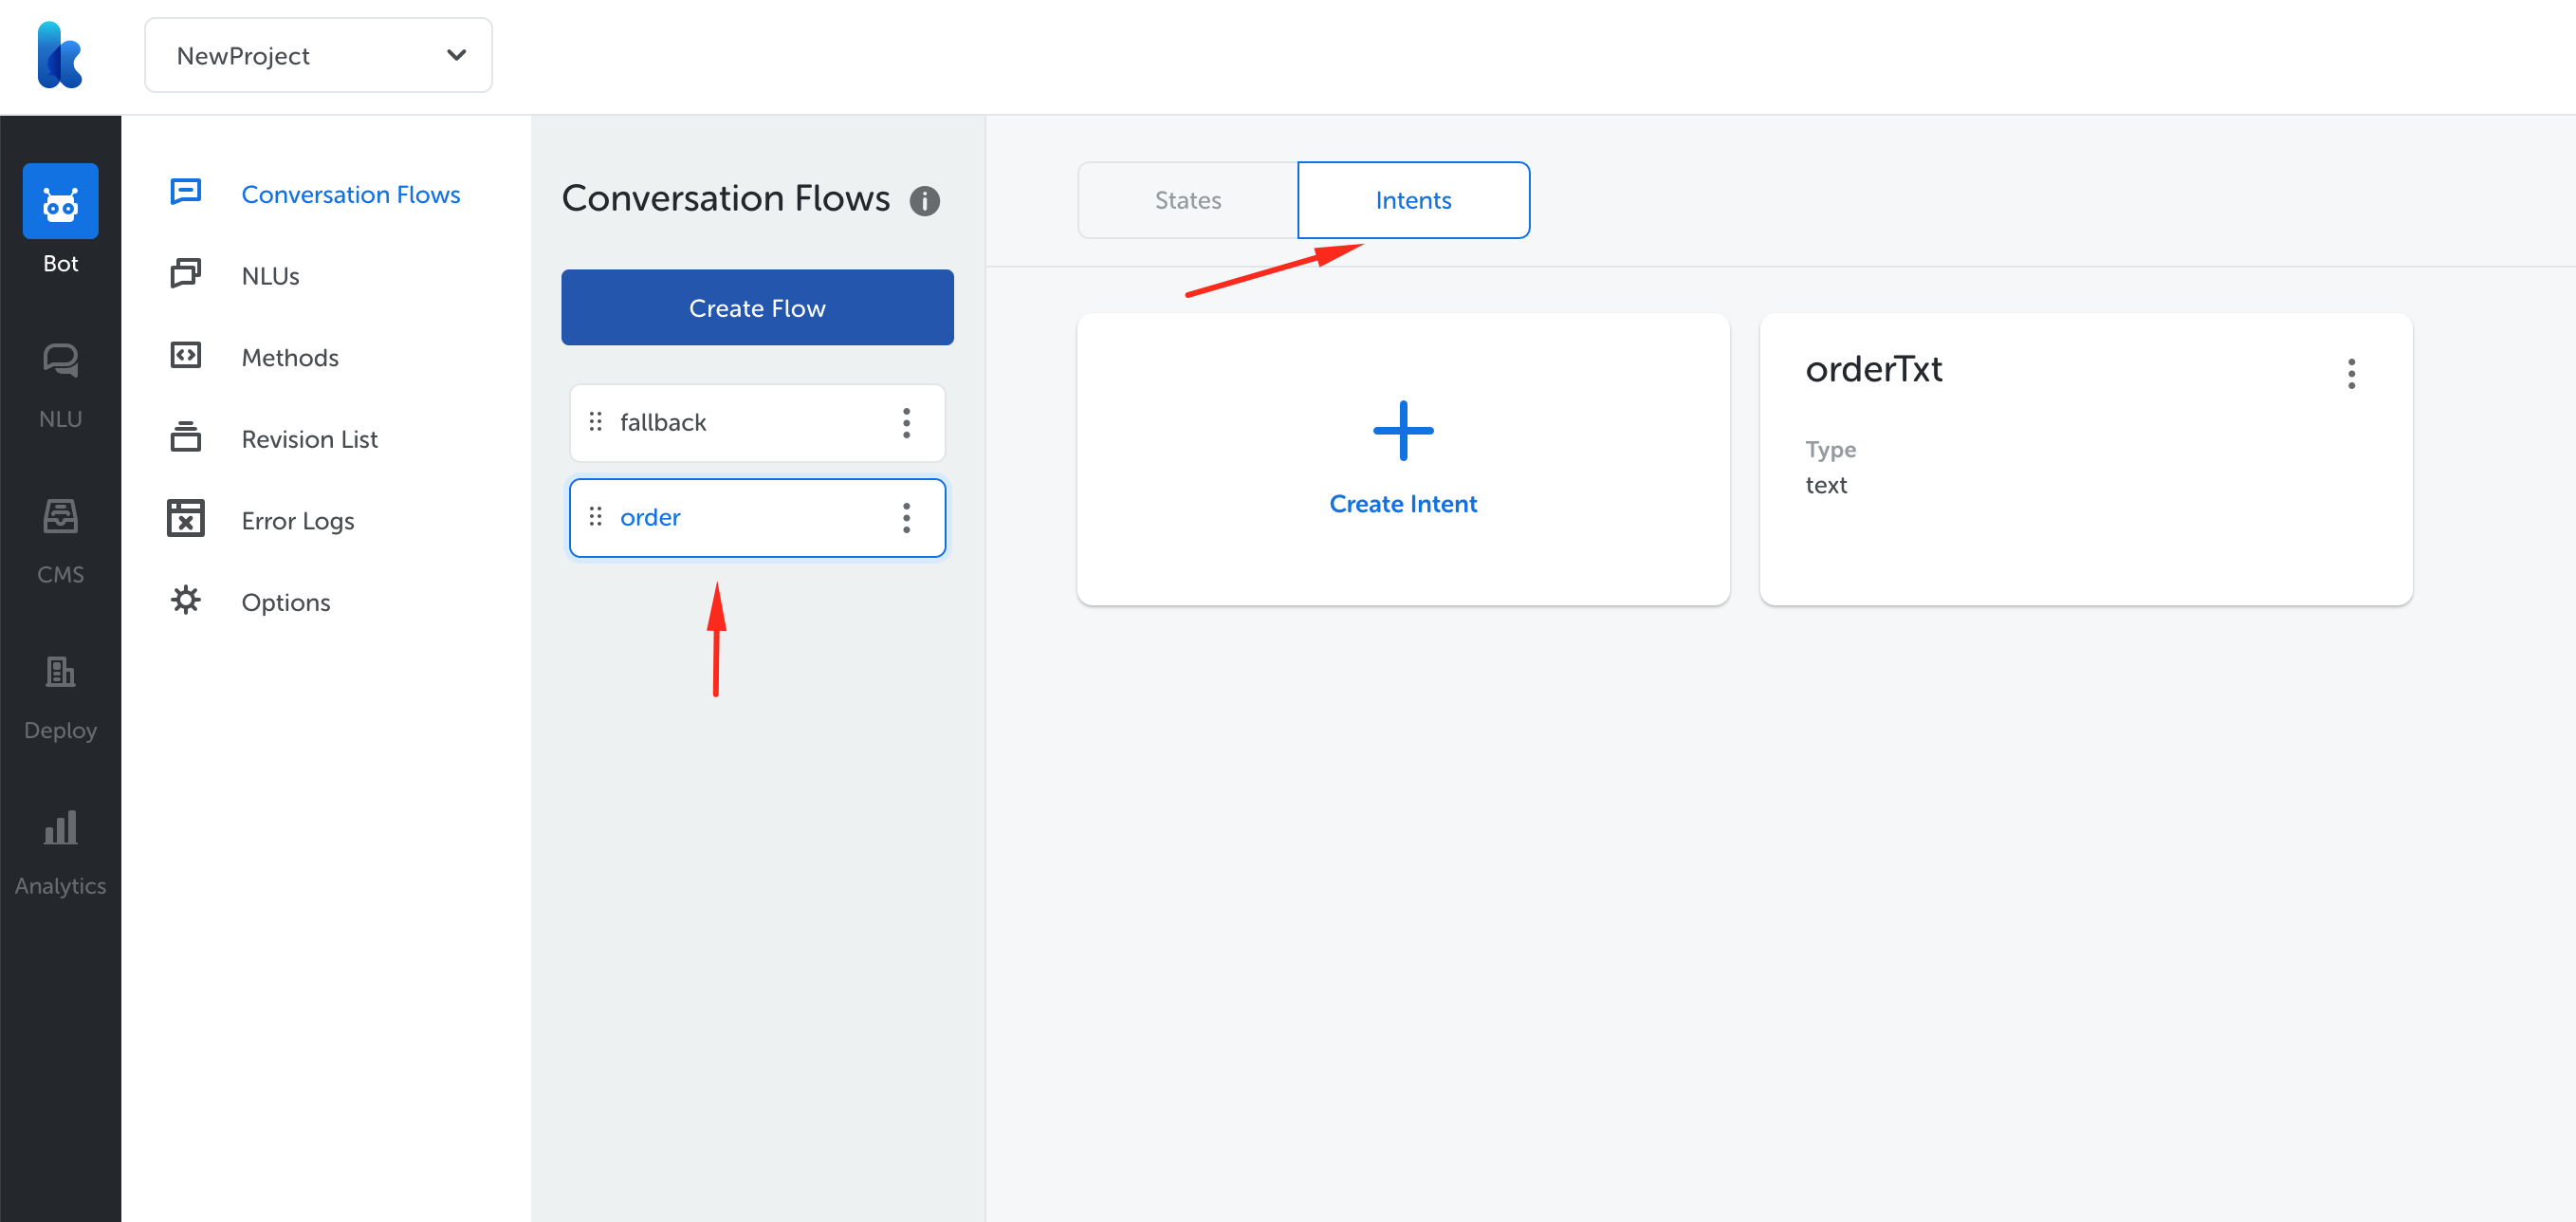 NewProject
Bot
NLU
CMS
Deploy
Analytics
Conversation Flows
NLUs
Methods
Revision List
Error Logs
Options
Conversation Flows
Create Flow
fallback
order
States
Intents
Create Intent
orderTxt
Type
text